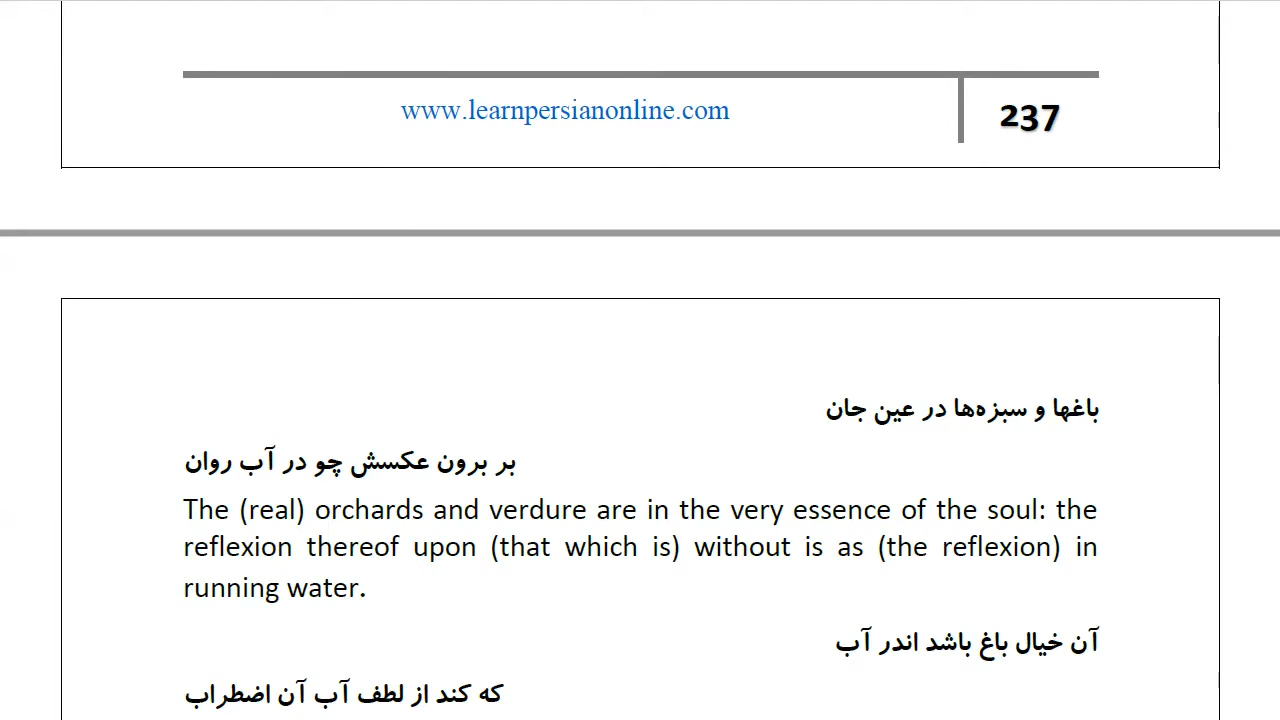 www.learnpersianonline.com
237
باغها و سبزه‌ها در عین جان
بر برون عکسش چو در آب روان
The (real) orchards and verdure are in the very essence of the soul: the
reflexion thereof upon (that which is) without is as (the reflexion) in
running water.
آن خیال باغ باشد اندر آب
که کند از لطف آب آن اضطراب